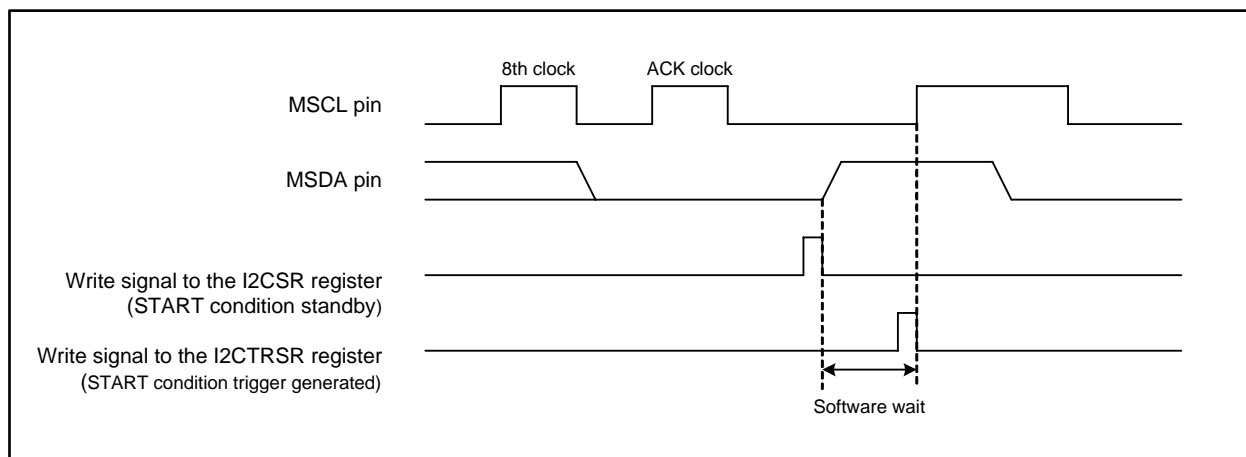 8th clock
ACK clock
MSCL pin
MSDA pin
Write signal to the I2CSR register
(START condition standby)
Write signal to the I2CTRSR register
(START condition trigger generated)
Software wait